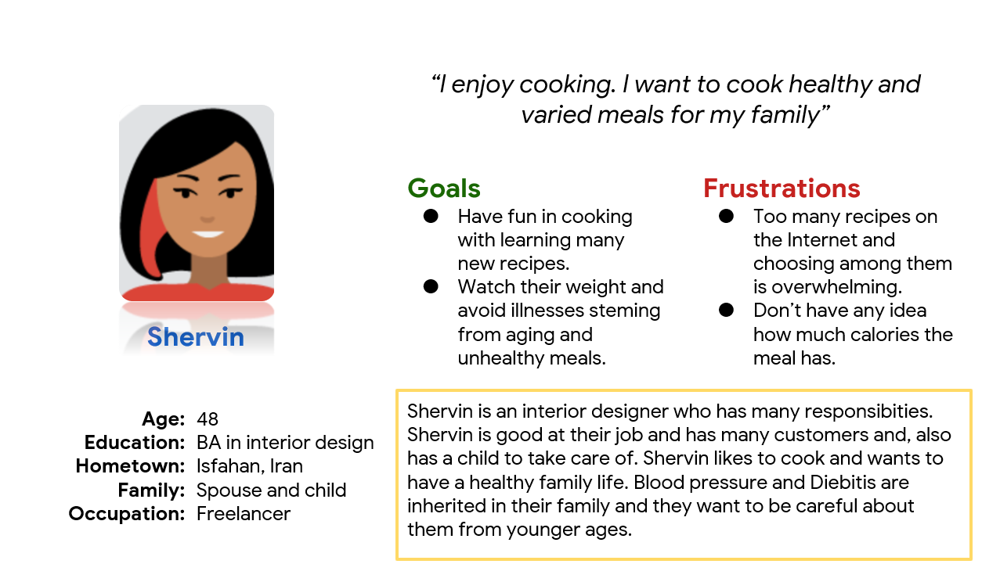 “I enjoy cooking. I want to cook healthy and
varied meals for my family”
Shervin
Age: 48
Education: BA in interior design
Hometown: Isfahan, Iran
Family: Spouse and child
Occupation: Freelancer
Goals
● Have fun in cooking
with learning many
new recipes.
● Watch their weight and
avoid illnesses steming
from aging and
unhealthy meals.
Frustrations
● Too many recipes on
the Internet and
choosing among them
is overwhelming.
● Don’t have any idea
how much calories the
meal has.
Shervin is an interior designer who has many responsibities.
Shervin is good at their job and has many customers and, also
has a child to take care of. Shervin likes to cook and wants to
have a healthy family life. Blood pressure and Diebitis are
inherited in their family and they want to be careful about
them from younger ages.